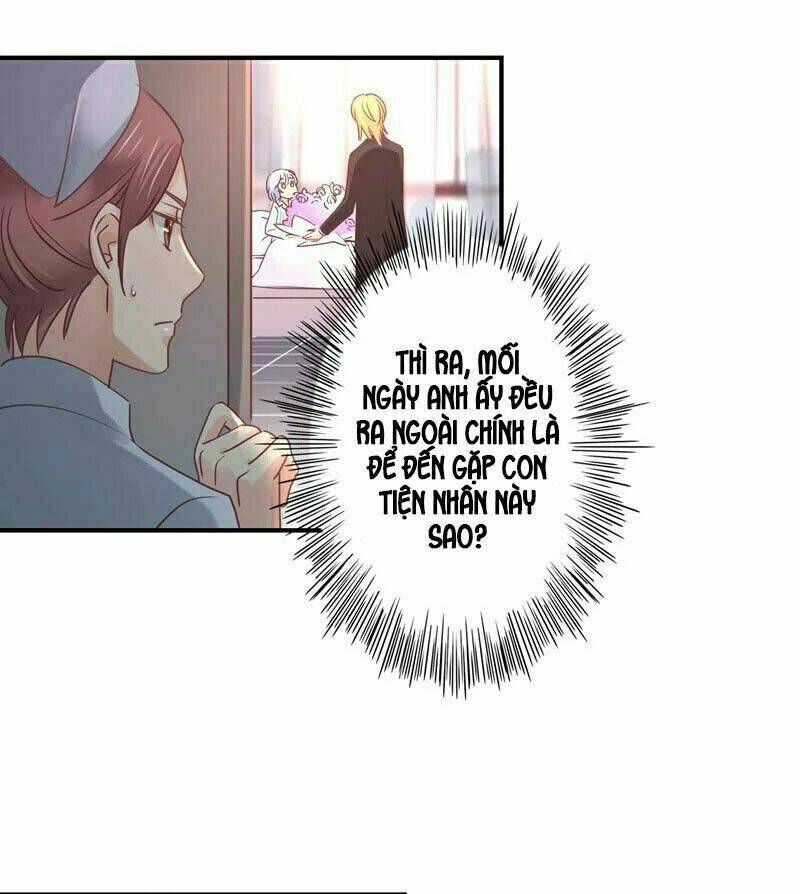 THÌ RA, MỖI
NGÀY ANH ẤY ĐỀU
RA NGOÀI CHÍNH LÀ
ĐỂ ĐẾN GẶP CON
TIỆN NHÂN NÀY
SAO?